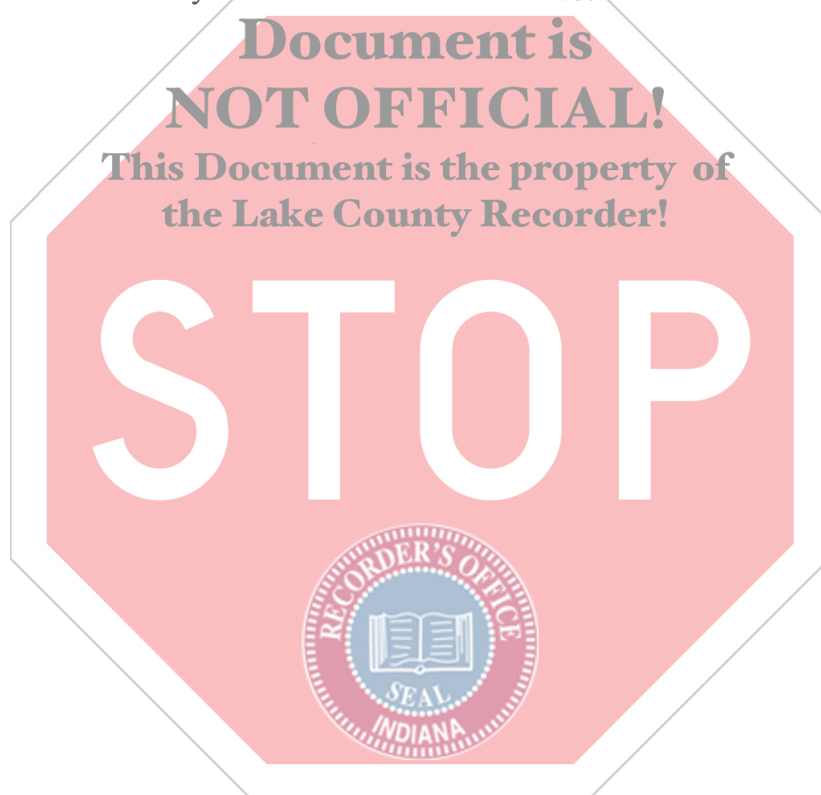 Document is
NOT OFFICIAL!
This Document is the property of
the Lake County Recorder!
STOP
RECORDER'S OFFICE
SEAL
INDIANA